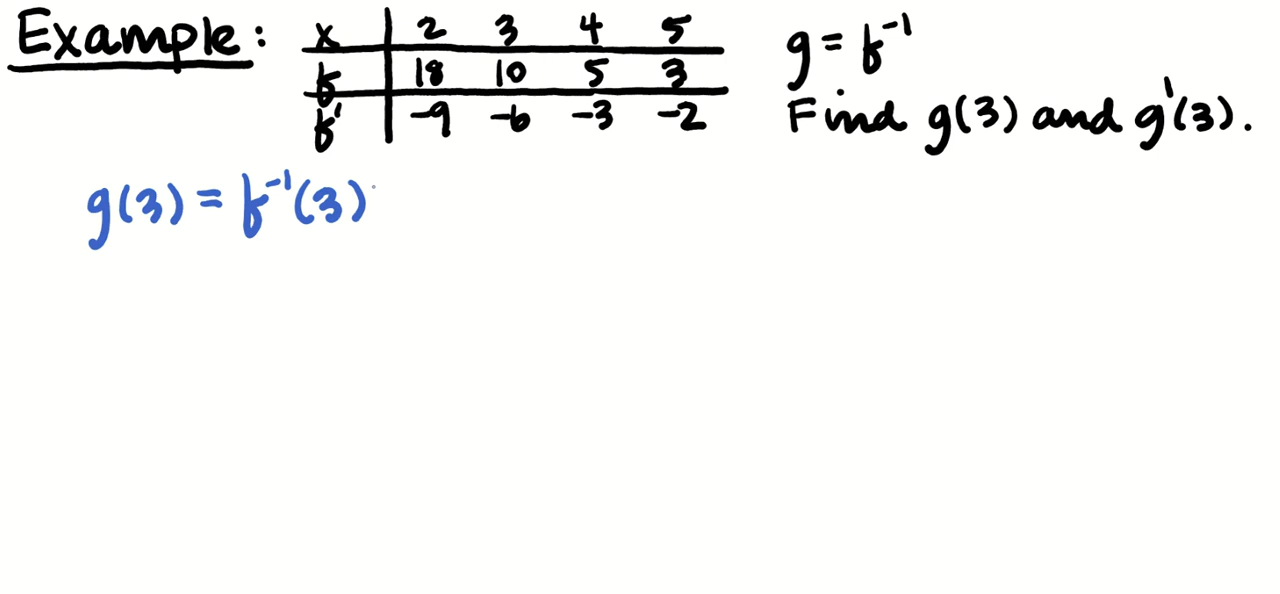 Example:
x 2 3 4 5
f 18 10 5 3
f' -9 -6 -3 -2
g = f⁻¹
Find g(3) and g'(3).
g(3) = f⁻¹(3)